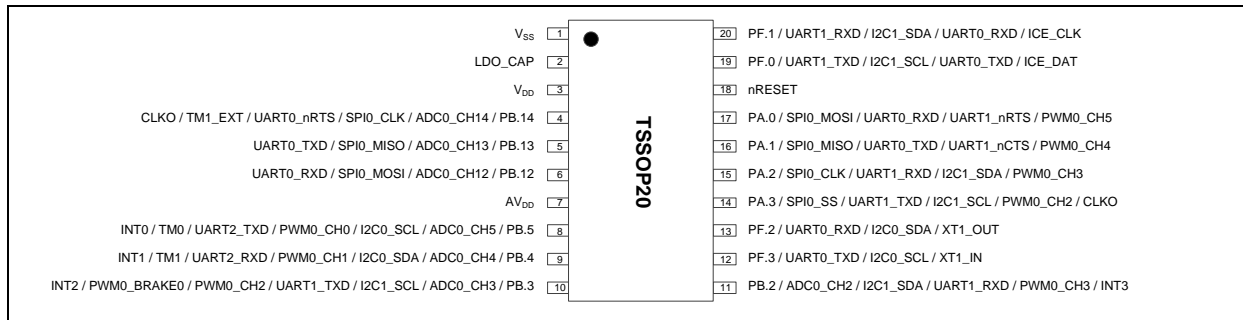 VSS 1
LDO_CAP 2
VDD 3
CLKO / TM1_EXT / UART0_nRTS / SPI0_CLK / ADC0_CH14 / PB.14 4
UART0_TXD / SPI0_MISO / ADC0_CH13 / PB.13 5
UART0_RXD / SPI0_MOSI / ADC0_CH12 / PB.12 6
AVDD 7
INT0 / TM0 / UART2_TXD / PWM0_CH0 / I2C0_SCL / ADC0_CH5 / PB.5 8
INT1 / TM1 / UART2_RXD / PWM0_CH1 / I2C0_SDA / ADC0_CH4 / PB.4 9
INT2 / PWM0_BRAKE0 / PWM0_CH2 / UART1_TXD / I2C1_SCL / ADC0_CH3 / PB.3 10
TSSOP20
20 PF.1 / UART1_RXD / I2C1_SDA / UART0_RXD / ICE_CLK
19 PF.0 / UART1_TXD / I2C1_SCL / UART0_TXD / ICE_DAT
18 nRESET
17 PA.0 / SPI0_MOSI / UART0_RXD / UART1_nRTS / PWM0_CH5
16 PA.1 / SPI0_MISO / UART0_TXD / UART1_nCTS / PWM0_CH4
15 PA.2 / SPI0_CLK / UART1_RXD / I2C1_SDA / PWM0_CH3
14 PA.3 / SPI0_SS / UART1_TXD / I2C1_SCL / PWM0_CH2 / CLKO
13 PF.2 / UART0_RXD / I2C0_SDA / XT1_OUT
12 PF.3 / UART0_TXD / I2C0_SCL / XT1_IN
11 PB.2 / ADC0_CH2 / I2C1_SDA / UART1_RXD / PWM0_CH3 / INT3